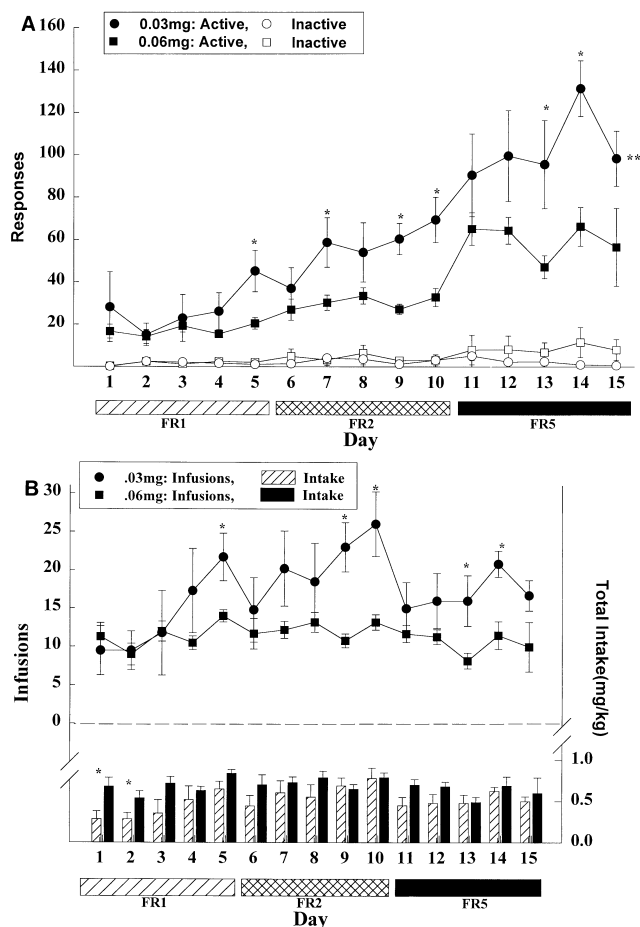 A
0.03mg: Active, Inactive
0.06mg: Active, Inactive
160
140
120
100
80
60
40
20
Responses
*
*
*
*
*
*
**
1 2 3 4 5 6 7 8 9 10 11 12 13 14 15
FR1 FR2 FR5
Day
B
.03mg: Infusions, Intake
.06mg: Infusions, Intake
30
25
20
15
10
5
0
Infusions
*
*
*
*
*
*
*
Total Intake(mg/kg)
1.0
0.5
0.0
1 2 3 4 5 6 7 8 9 10 11 12 13 14 15
FR1 FR2 FR5
Day